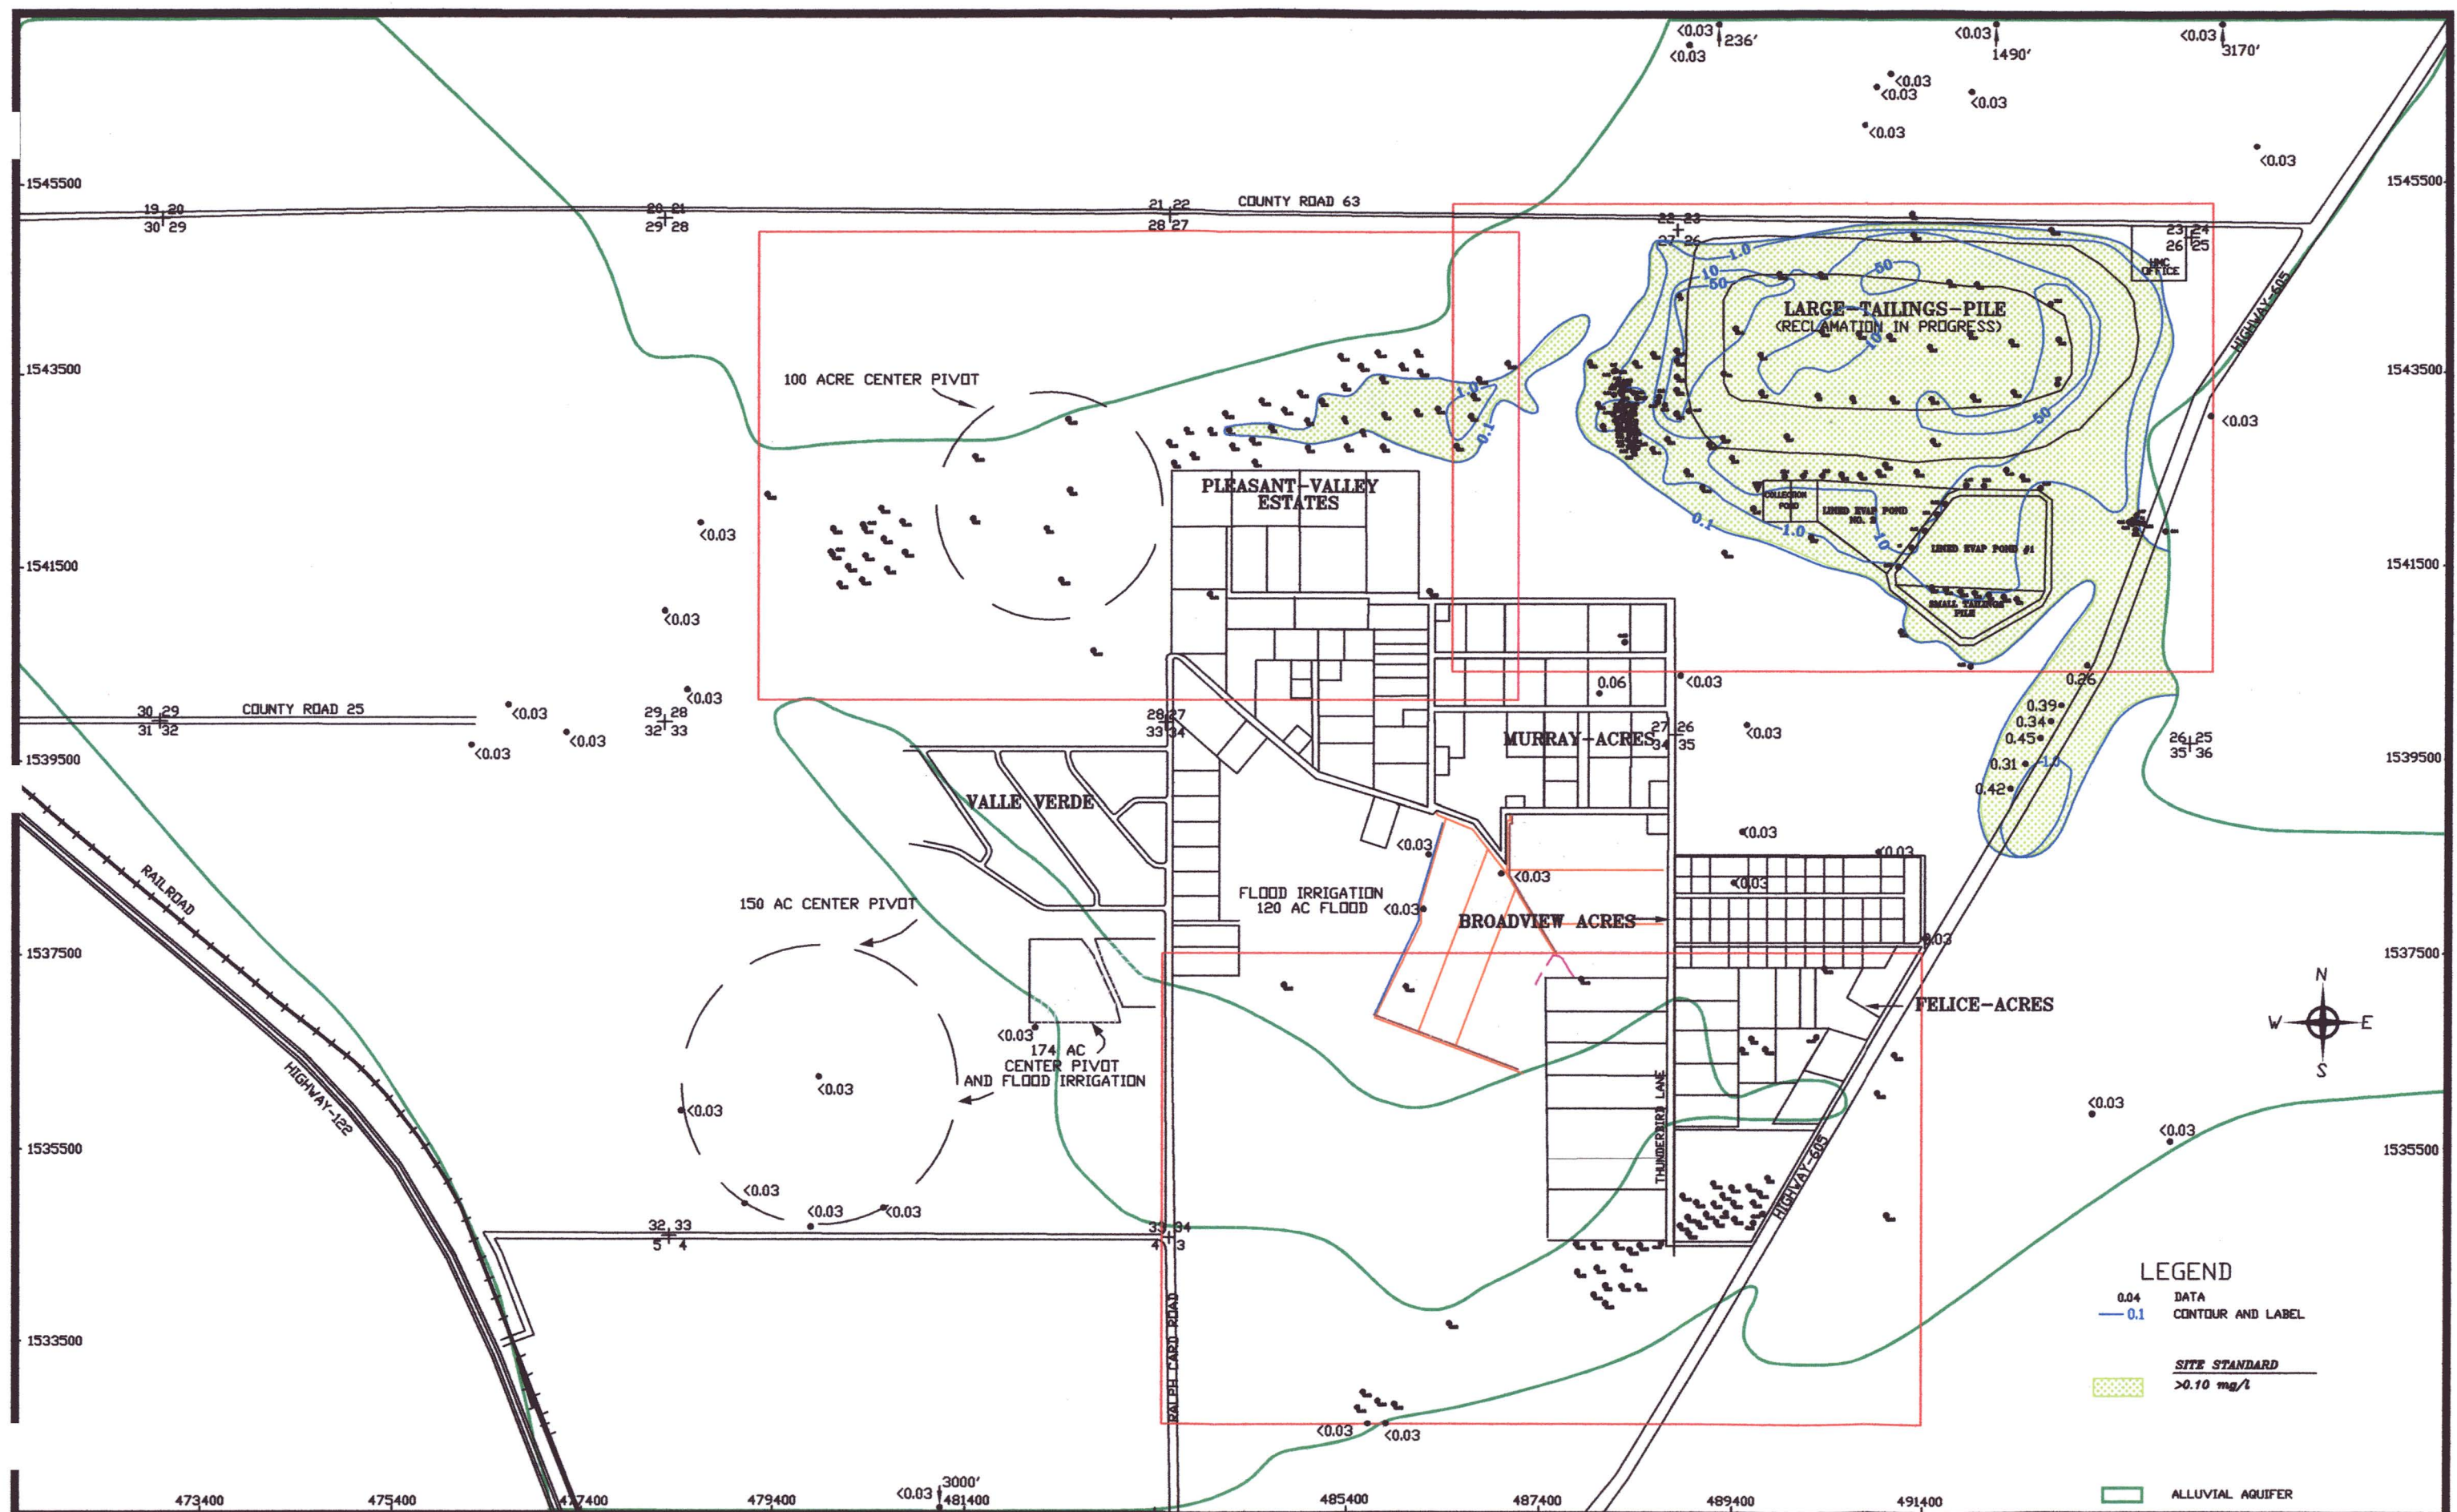 <0.03
236'
<0.03
<0.03
1490'
<0.03
3170'
<0.03
<0.03
<0.03
<0.03
<0.03
1545500
1545500
19 20
30 29
20 21
29 28
21 22
28 27
COUNTY ROAD 63
22 23
27 26
23 24
26 25
HMC
OFFICE
1.0
10
50
50
LARGE-TAILINGS-PILE
(RECLAMATION IN PROGRESS)
10
HIGHWAY-605
1543500
1543500
100 ACRE CENTER PIVOT
1.0
0.1
50
<0.03
PLEASANT-VALLEY
ESTATES
COLLECTION
POND
LINED EVAP POND
NO. 2
0.1
1.0
10
LINED EVAP POND #1
<0.03
1541500
1541500
SMALL TAILINGS
PILE
<0.03
<0.03
0.06
<0.03
0.26
COUNTY ROAD 25
30 29
31 32
<0.03
<0.03
<0.03
29 28
32 33
28 27
33 34
MURRAY-ACRES
27 26
34 35
<0.03
0.39
0.34
0.45
0.31
1.0
0.42
26 25
35 36
1539500
1539500
VALLE VERDE
<0.03
<0.03
<0.03
<0.03
<0.03
RAILROAD
150 AC CENTER PIVOT
FLOOD IRRIGATION
120 AC FLOOD
<0.03
BROADVIEW ACRES
0.03
1537500
1537500
N
W
E
S
FELICE-ACRES
<0.03
174 AC
CENTER PIVOT
AND FLOOD IRRIGATION
<0.03
<0.03
HIGHWAY-122
THUNDERBIRD LANE
<0.03
<0.03
1535500
1535500
HIGHWAY-605
<0.03
<0.03
<0.03
32 33
5 4
33 34
4 3
RALPH CARD ROAD
1533500
LEGEND
0.04 DATA
0.1 CONTOUR AND LABEL
SITE STANDARD
>0.10 mg/l
<0.03
<0.03
<0.03
3000'
ALLUVIAL AQUIFER
473400
475400
477400
479400
481400
485400
487400
489400
491400